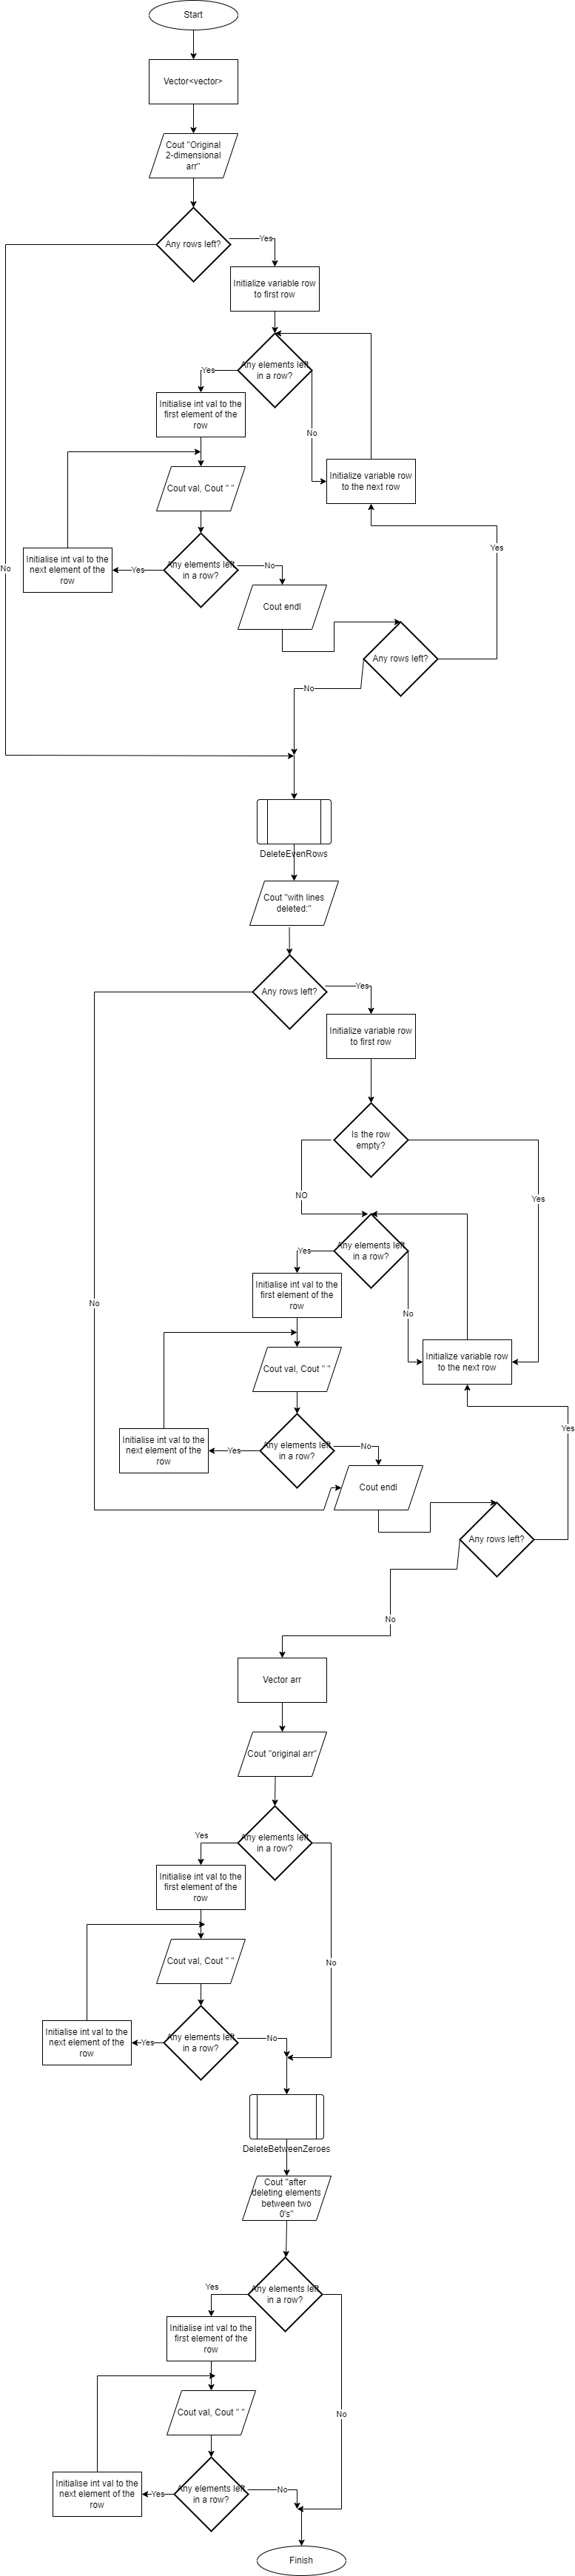 Start
Vector<vector>
Cout "Original
2-dimensional
arr"
Any rows left?
Yes
Initialize variable row
to first row
Any elements left
in a row?
Yes
Initialise int val to the
first element of the
row
No
Initialize variable row
to the next row
Cout val, Cout " "
Yes
No
Any elements left
in a row?
Yes
No
Initialise int val to the
next element of the
row
Cout endl
Any rows left?
No
DeleteEvenRows
Cout "with lines
deleted:"
Any rows left?
Yes
Initialize variable row
to first row
Is the row
empty?
NO
Yes
Any elements left
in a row?
Yes
Initialise int val to the
first element of the
row
No
No
Initialize variable row
to the next row
Cout val, Cout " "
Yes
Any elements left
in a row?
Yes
No
Initialise int val to the
next element of the
row
Cout endl
Any rows left?
No
Vector arr
Cout "original arr"
Any elements left
in a row?
Yes
Initialise int val to the
first element of the
row
Cout val, Cout " "
No
Any elements left
in a row?
Yes
No
Initialise int val to the
next element of the
row
DeleteBetweenZeroes
Cout "after
deleting elements
between two
0's"
Any elements left
in a row?
Yes
Initialise int val to the
first element of the
row
Cout val, Cout " "
No
Any elements left
in a row?
Yes
No
Initialise int val to the
next element of the
row
Finish